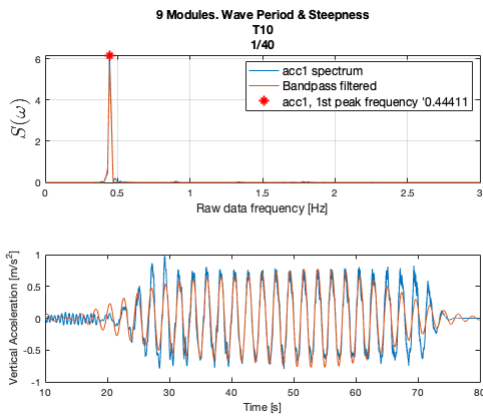 9 Modules. Wave Period & Steepness
T10
1/40
acc1 spectrum
Bandpass filtered
acc1, 1st peak frequency '0.44411
S(ω)
6
4
2
0
0 0.5 1 1.5 2 2.5 3
Raw data frequency [Hz]
Vertical Acceleration [m/s²]
1
0.5
0
-0.5
-1
10 20 30 40 50 60 70 80
Time [s]